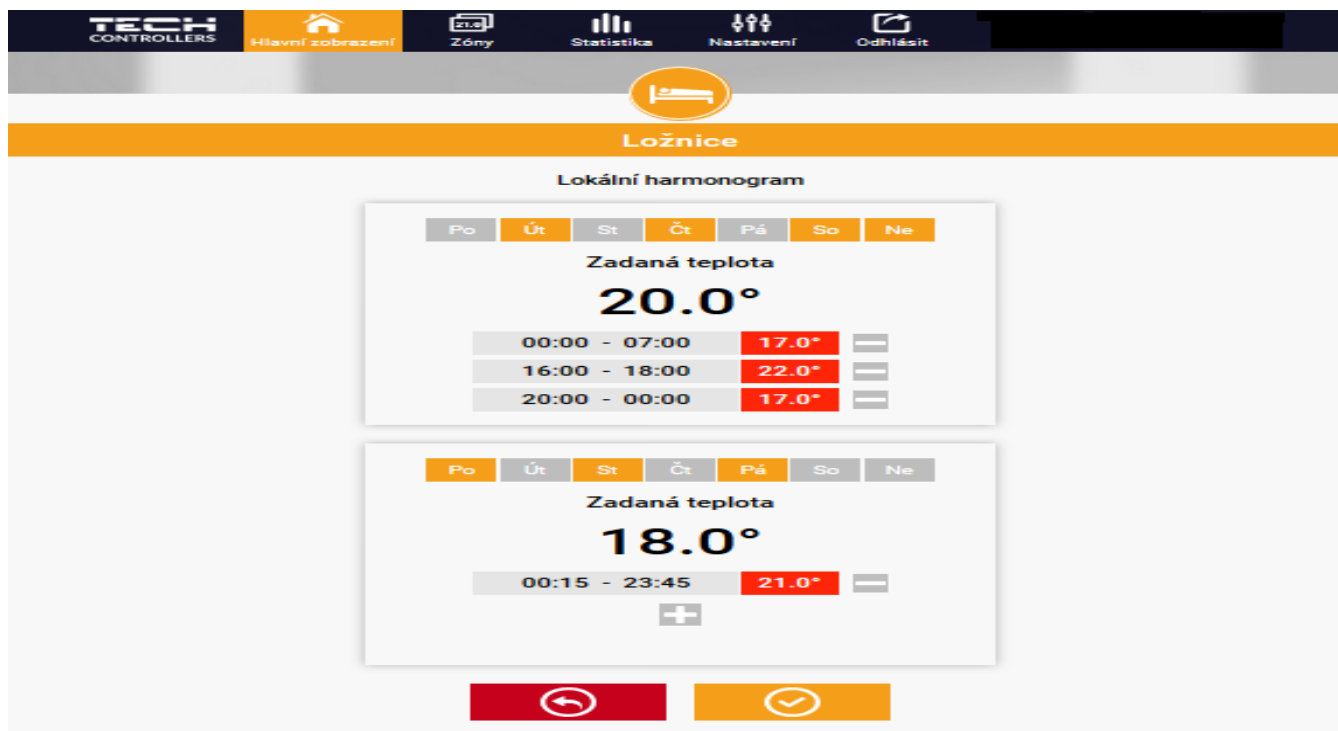 TECH
CONTROLLERS
Hlavní zobrazení
21.0
Zóny
Statistika
Nastavení
Odhlásit
Ložnice
Lokální harmonogram
Po Út St Čt Pá So Ne
Zadaná teplota
20.0°
00:00 - 07:00 17.0°
16:00 - 18:00 22.0°
20:00 - 00:00 17.0°
Po Út St Čt Pá So Ne
Zadaná teplota
18.0°
00:15 - 23:45 21.0°